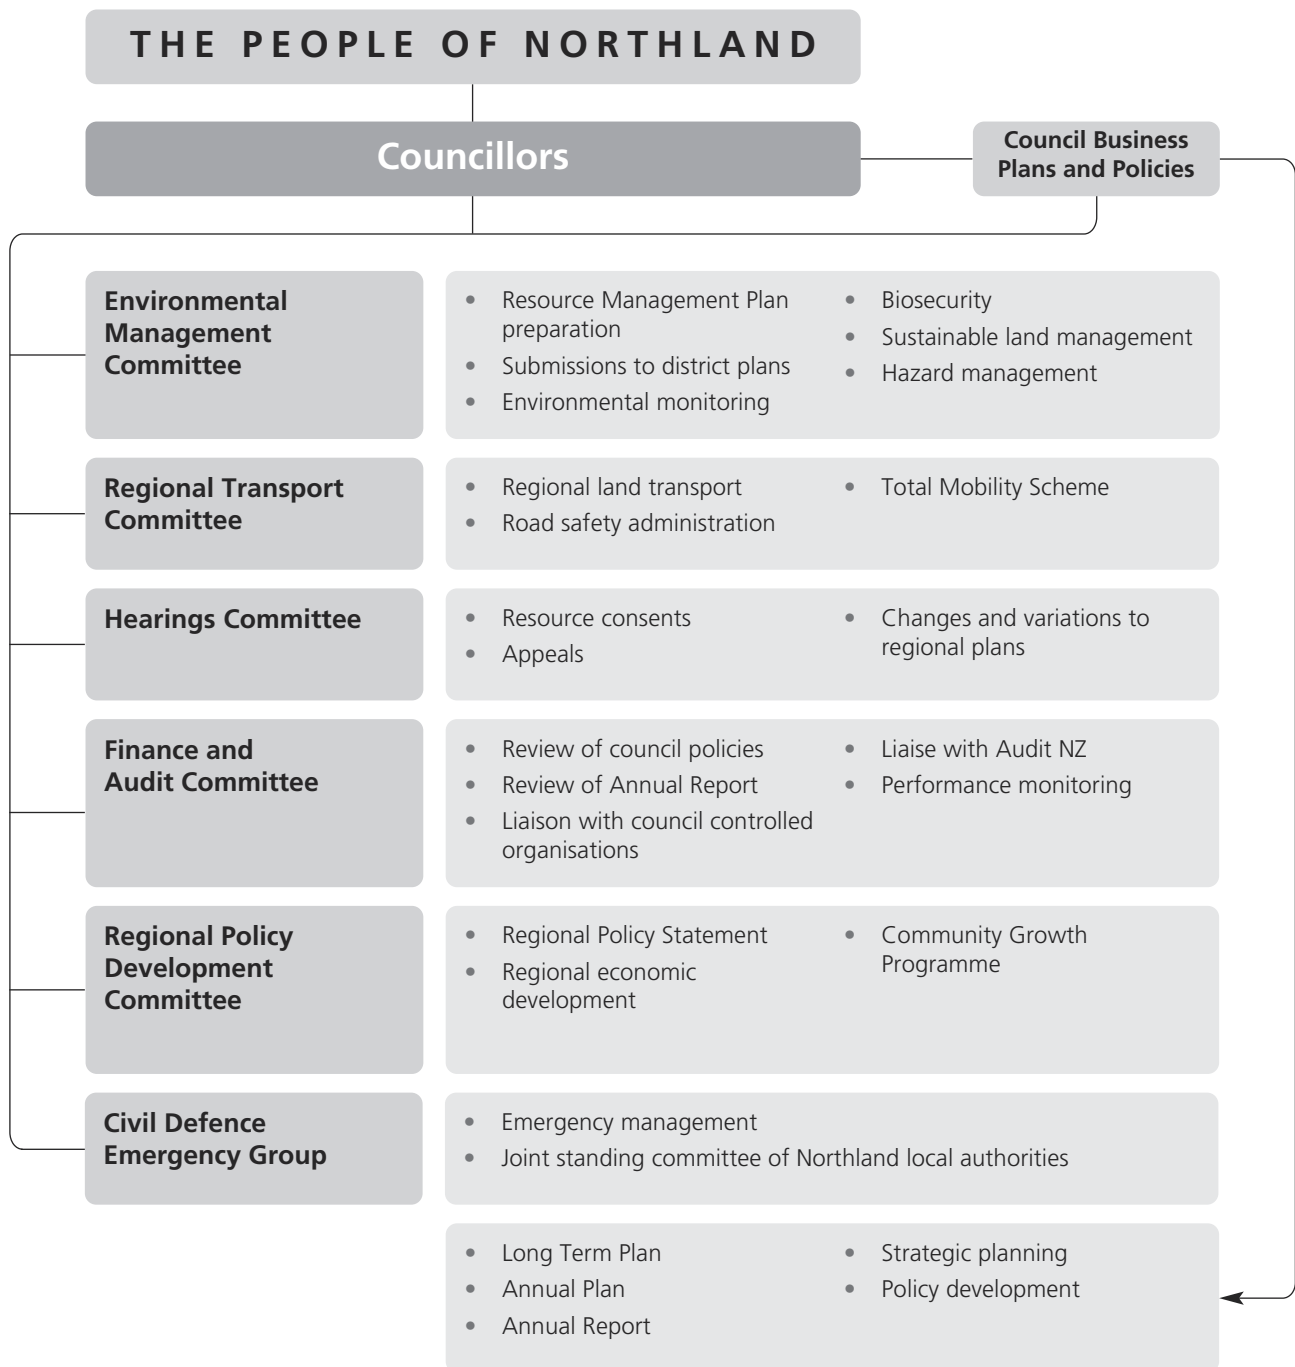 THE PEOPLE OF NORTHLAND
Councillors
Council Business
Plans and Policies
Environmental
Management
Committee
• Resource Management Plan
preparation
• Submissions to district plans
• Environmental monitoring
• Biosecurity
• Sustainable land management
• Hazard management
Regional Transport
Committee
• Regional land transport
• Road safety administration
• Total Mobility Scheme
Hearings Committee
• Resource consents
• Appeals
• Changes and variations to
regional plans
Finance and
Audit Committee
• Review of council policies
• Review of Annual Report
• Liaison with council controlled
organisations
• Liaise with Audit NZ
• Performance monitoring
Regional Policy
Development
Committee
• Regional Policy Statement
• Regional economic
development
• Community Growth
Programme
Civil Defence
Emergency Group
• Emergency management
• Joint standing committee of Northland local authorities
• Long Term Plan
• Annual Plan
• Annual Report
• Strategic planning
• Policy development